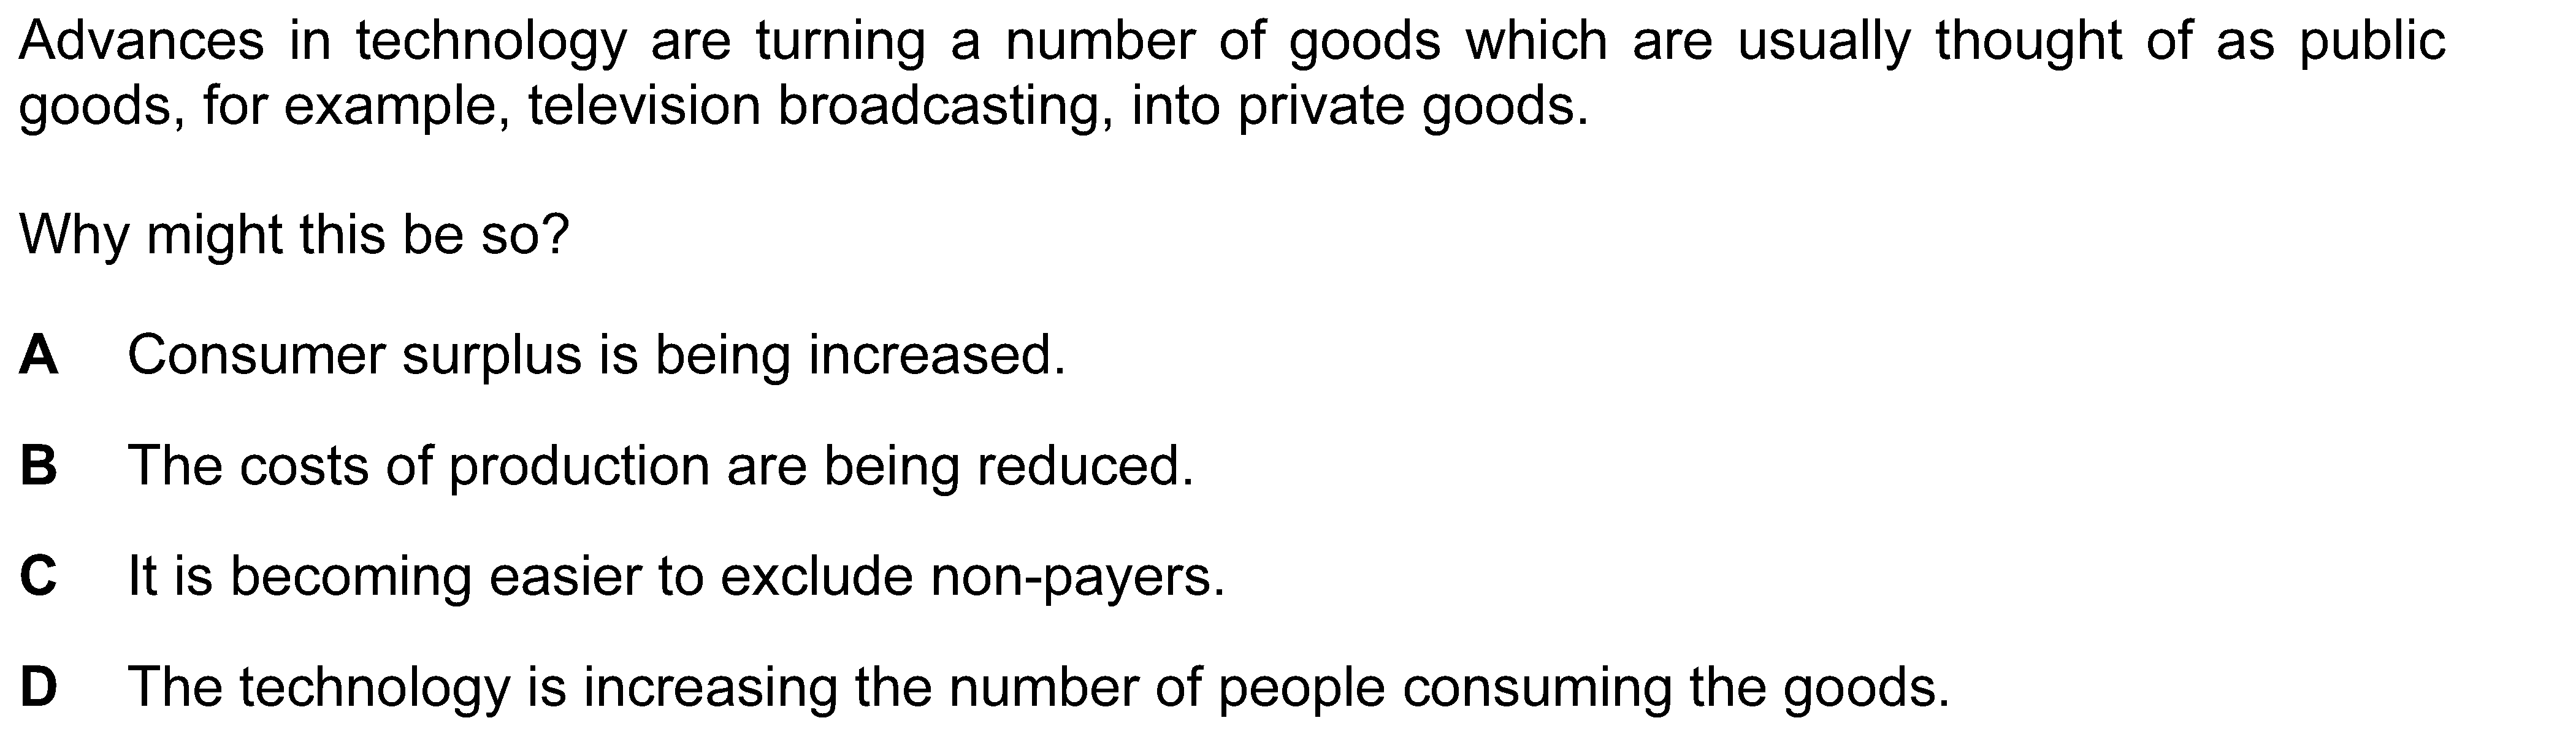 Advances in technology are turning a number of goods which are usually thought of as public
goods, for example, television broadcasting, into private goods.
Why might this be so?
A Consumer surplus is being increased.
B The costs of production are being reduced.
C It is becoming easier to exclude non-payers.
D The technology is increasing the number of people consuming the goods.